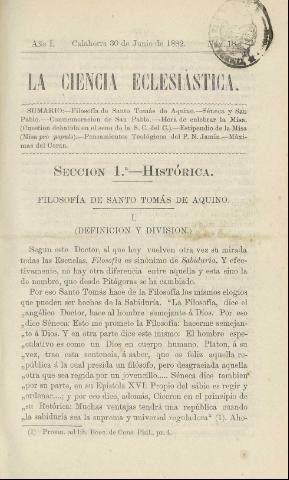 Año I. Calahorra 30 de Junio de 1882. Núm. 18
LA CIENCIA ECLESIÁSTICA.
SUMARIO:—Filosofía de Santo Tomás de Aquino.—Séneca y San
Pablo.—Conmemoracion de San Pablo.—Hora de celebrar la Misa.
(Cuestion debatida en el seno de la S. C. del C.)—Estipendio de la Misa
(Misa pro populo).—Pensamientos Teológicos del P. N. Jamin.—Máxi-
mas del Coran.
SECCION 1.ª—HISTÓRICA.
FILOSOFÍA DE SANTO TOMÁS DE AQUINO.
I.
(DEFINICION Y DIVISION.)
Segun este Doctor, al que hoy vuelven otra vez su mirada
todas las Escuelas, Filosofía es sinónimo de Sabiduría. Y efec-
tivamente, no hay otra diferencia entre aquella y esta sino la
de nombre, que desde Pitágoras se ha cambiado.
Por eso Santo Tomás hace de la Filosofía los mismos elogios
que pueden ser hechos de la Sabiduría. "La Filosofía, dice el
„angélico Doctor, hace al hombre semejante á Dios. Por eso
„dice Séneca: Esto me promete la Filosofía: hacerme semejan-
„te á Dios. Y en otra parte dice este mismo: El hombre espe-
„culativo es como un Dios en cuerpo humano. Platon, á su
„vez, trae esta sentencia, á saber, que es feliz aquella re-
„pública á la cual presida un filósofo, pero desgraciada aquella
„otra que sea regida por un jovencillo..... Séneca dice tambien
„por su parte, en su Epístola XVI: Propio del sábio es regir y
„ordenar....; y por eso dice, además, Ciceron en el principio de
„su Retórica: Muchas ventajas tendrá una república cuando
„la sabiduría sea la suprema y universal reguladora" (1). Aho-
(1) Proem. ad lib. Boec. de Cons. Phil., pr. 4.